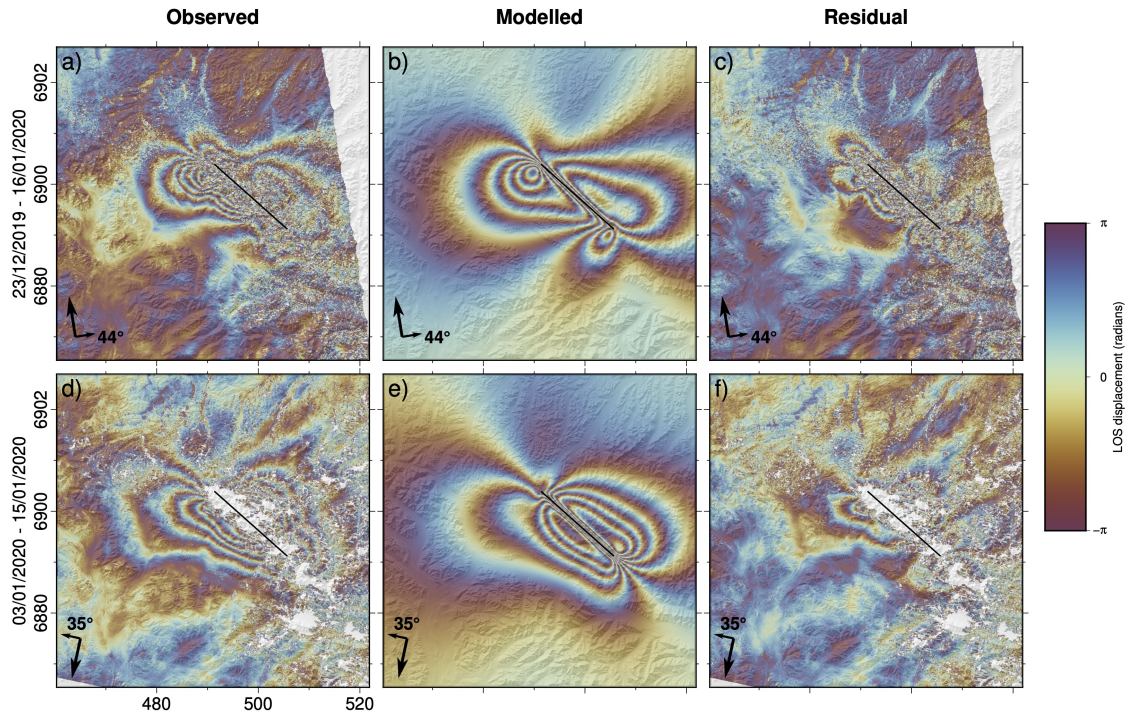 Observed Modelled Residual
23/12/2019 - 16/01/2020
6902
6900
6880
a) b) c)
44° 44° 44°
03/01/2020 - 15/01/2020
6902
6900
6880
d) e) f)
35° 35° 35°
480 500 520
π
0
−π
LOS displacement (radians)